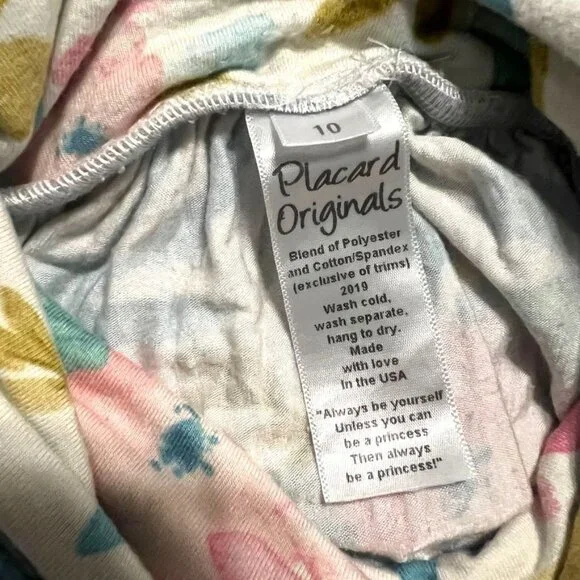 10
Placard
Originals
Blend of Polyester
and Cotton/Spandex
(exclusive of trims)
2019
Wash cold,
wash separate,
hang to dry.
Made
with love
In the USA
"Always be yourself
Unless you can
be a princess
Then always
be a princess!"